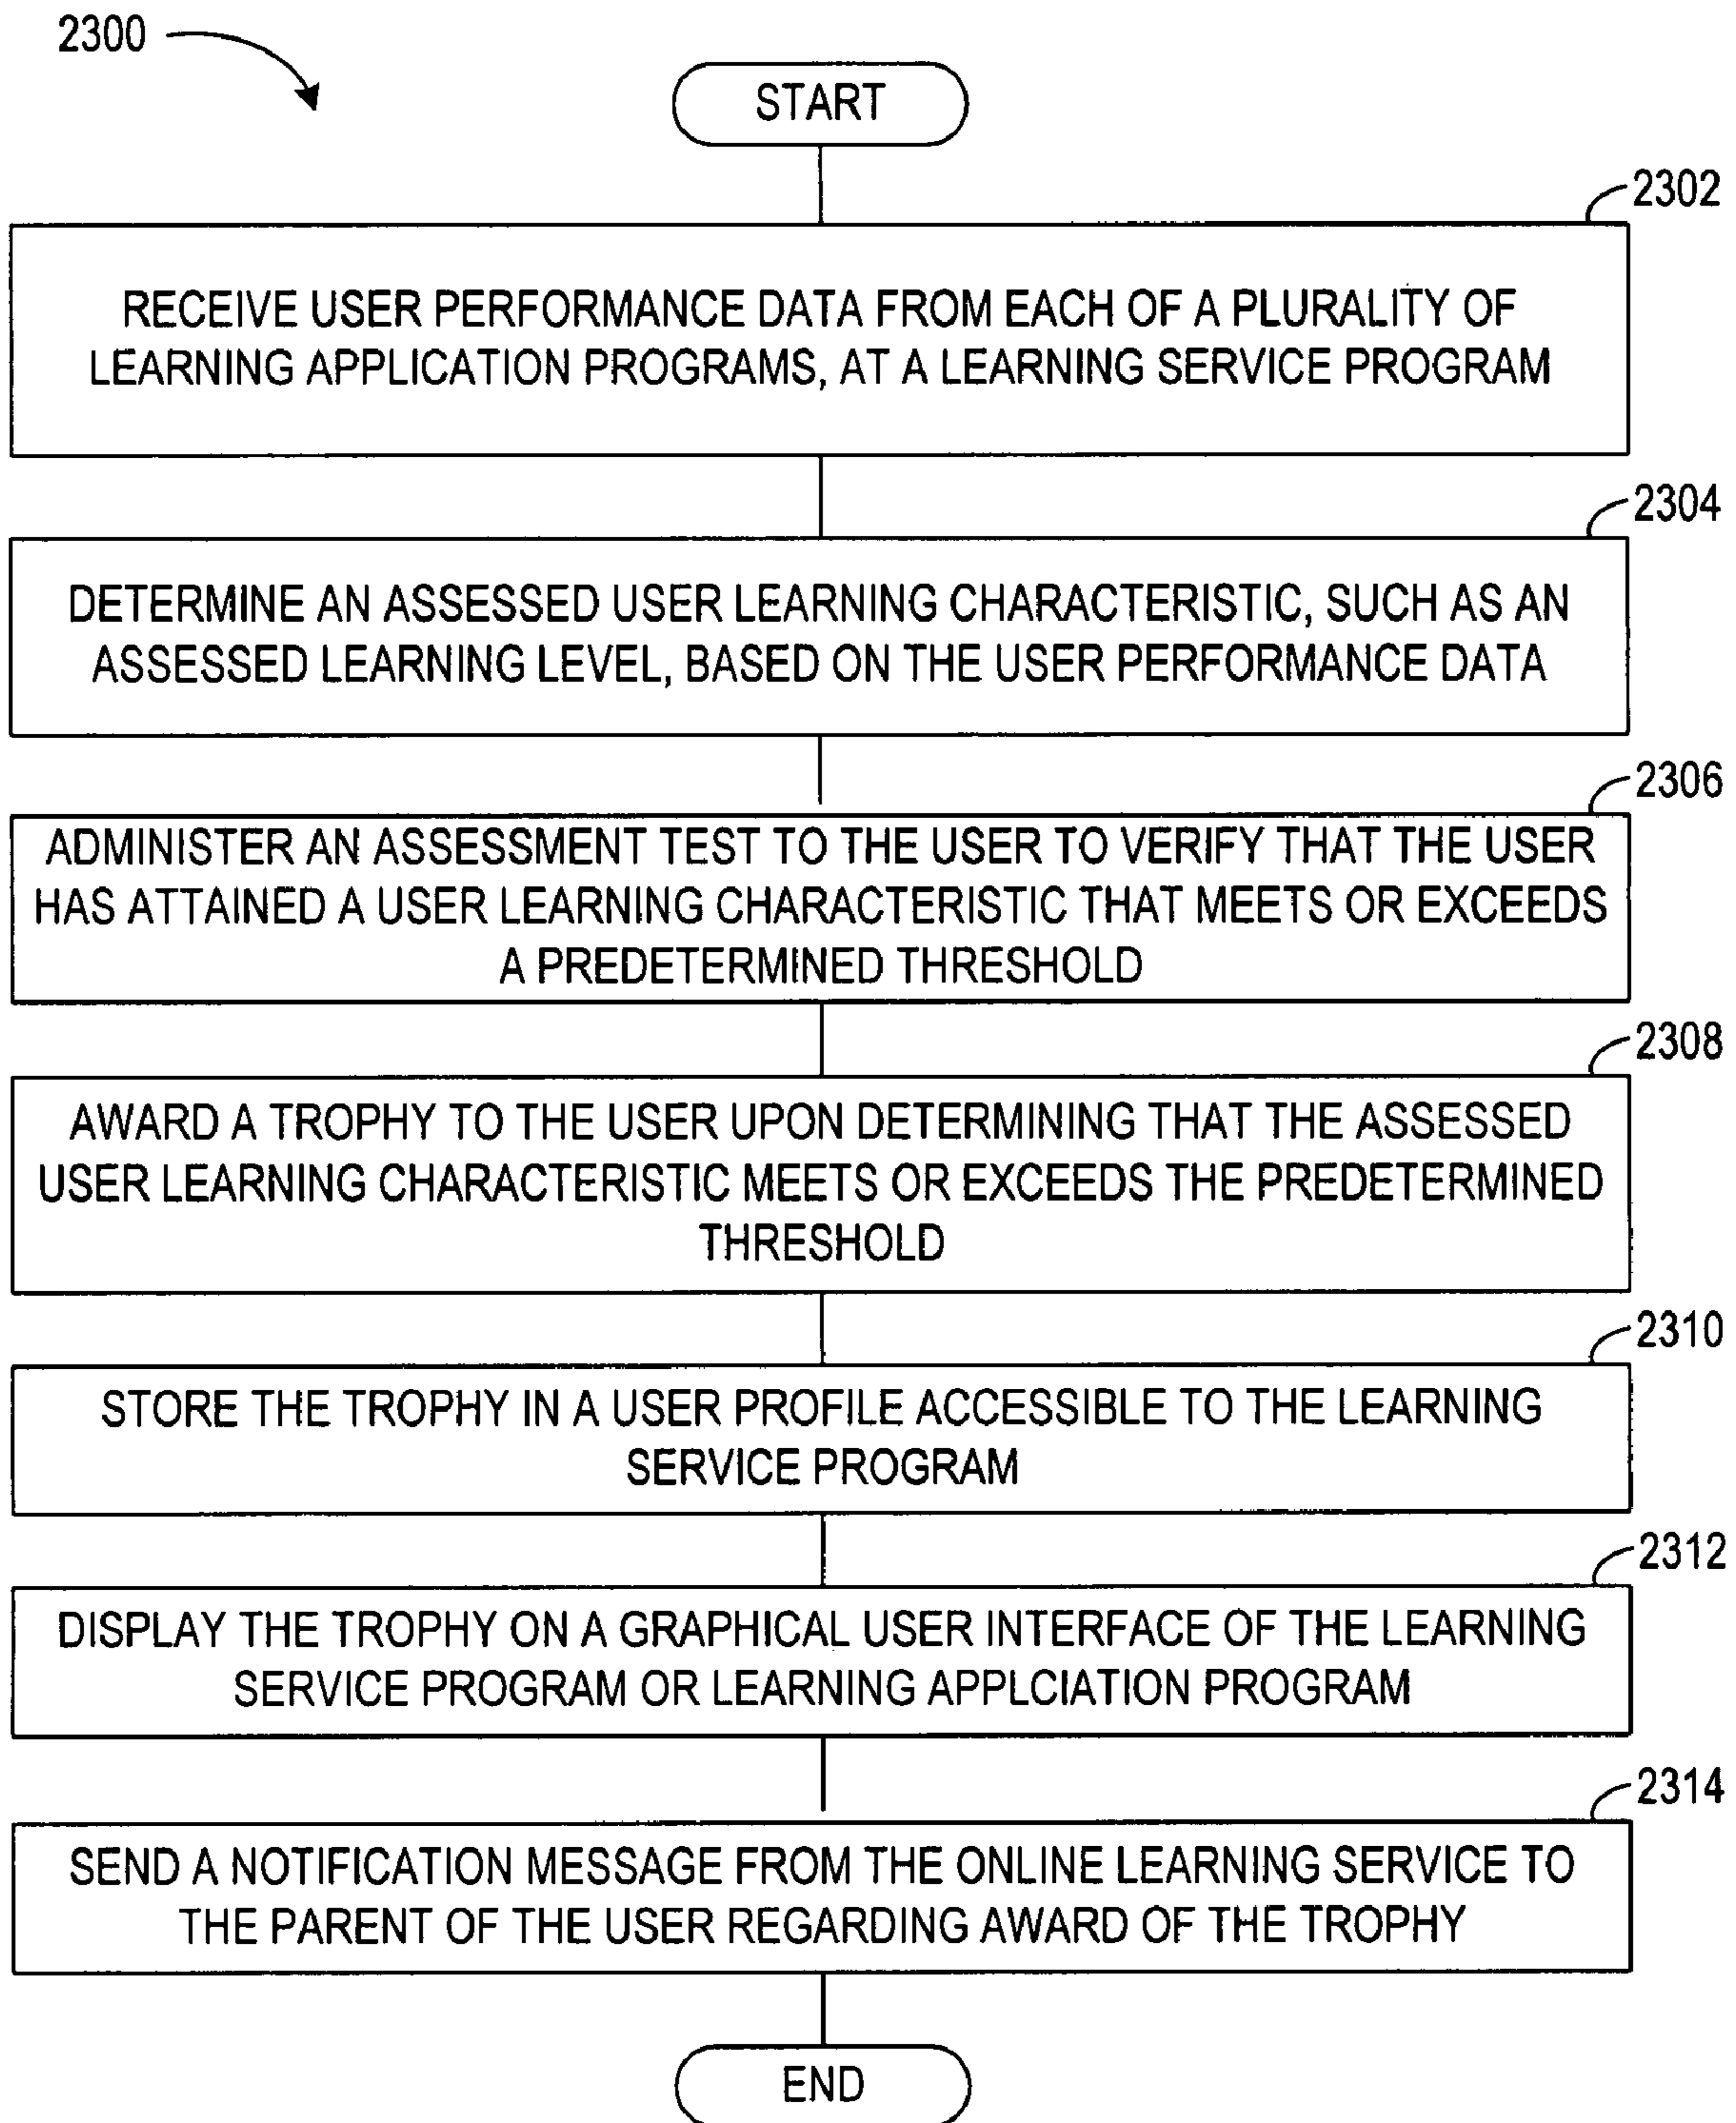 2300
START
2302
RECEIVE USER PERFORMANCE DATA FROM EACH OF A PLURALITY OF
LEARNING APPLICATION PROGRAMS, AT A LEARNING SERVICE PROGRAM
2304
DETERMINE AN ASSESSED USER LEARNING CHARACTERISTIC, SUCH AS AN
ASSESSED LEARNING LEVEL, BASED ON THE USER PERFORMANCE DATA
2306
ADMINISTER AN ASSESSMENT TEST TO THE USER TO VERIFY THAT THE USER
HAS ATTAINED A USER LEARNING CHARACTERISTIC THAT MEETS OR EXCEEDS
A PREDETERMINED THRESHOLD
2308
AWARD A TROPHY TO THE USER UPON DETERMINING THAT THE ASSESSED
USER LEARNING CHARACTERISTIC MEETS OR EXCEEDS THE PREDETERMINED
THRESHOLD
2310
STORE THE TROPHY IN A USER PROFILE ACCESSIBLE TO THE LEARNING
SERVICE PROGRAM
2312
DISPLAY THE TROPHY ON A GRAPHICAL USER INTERFACE OF THE LEARNING
SERVICE PROGRAM OR LEARNING APPLCIATION PROGRAM
2314
SEND A NOTIFICATION MESSAGE FROM THE ONLINE LEARNING SERVICE TO
THE PARENT OF THE USER REGARDING AWARD OF THE TROPHY
END